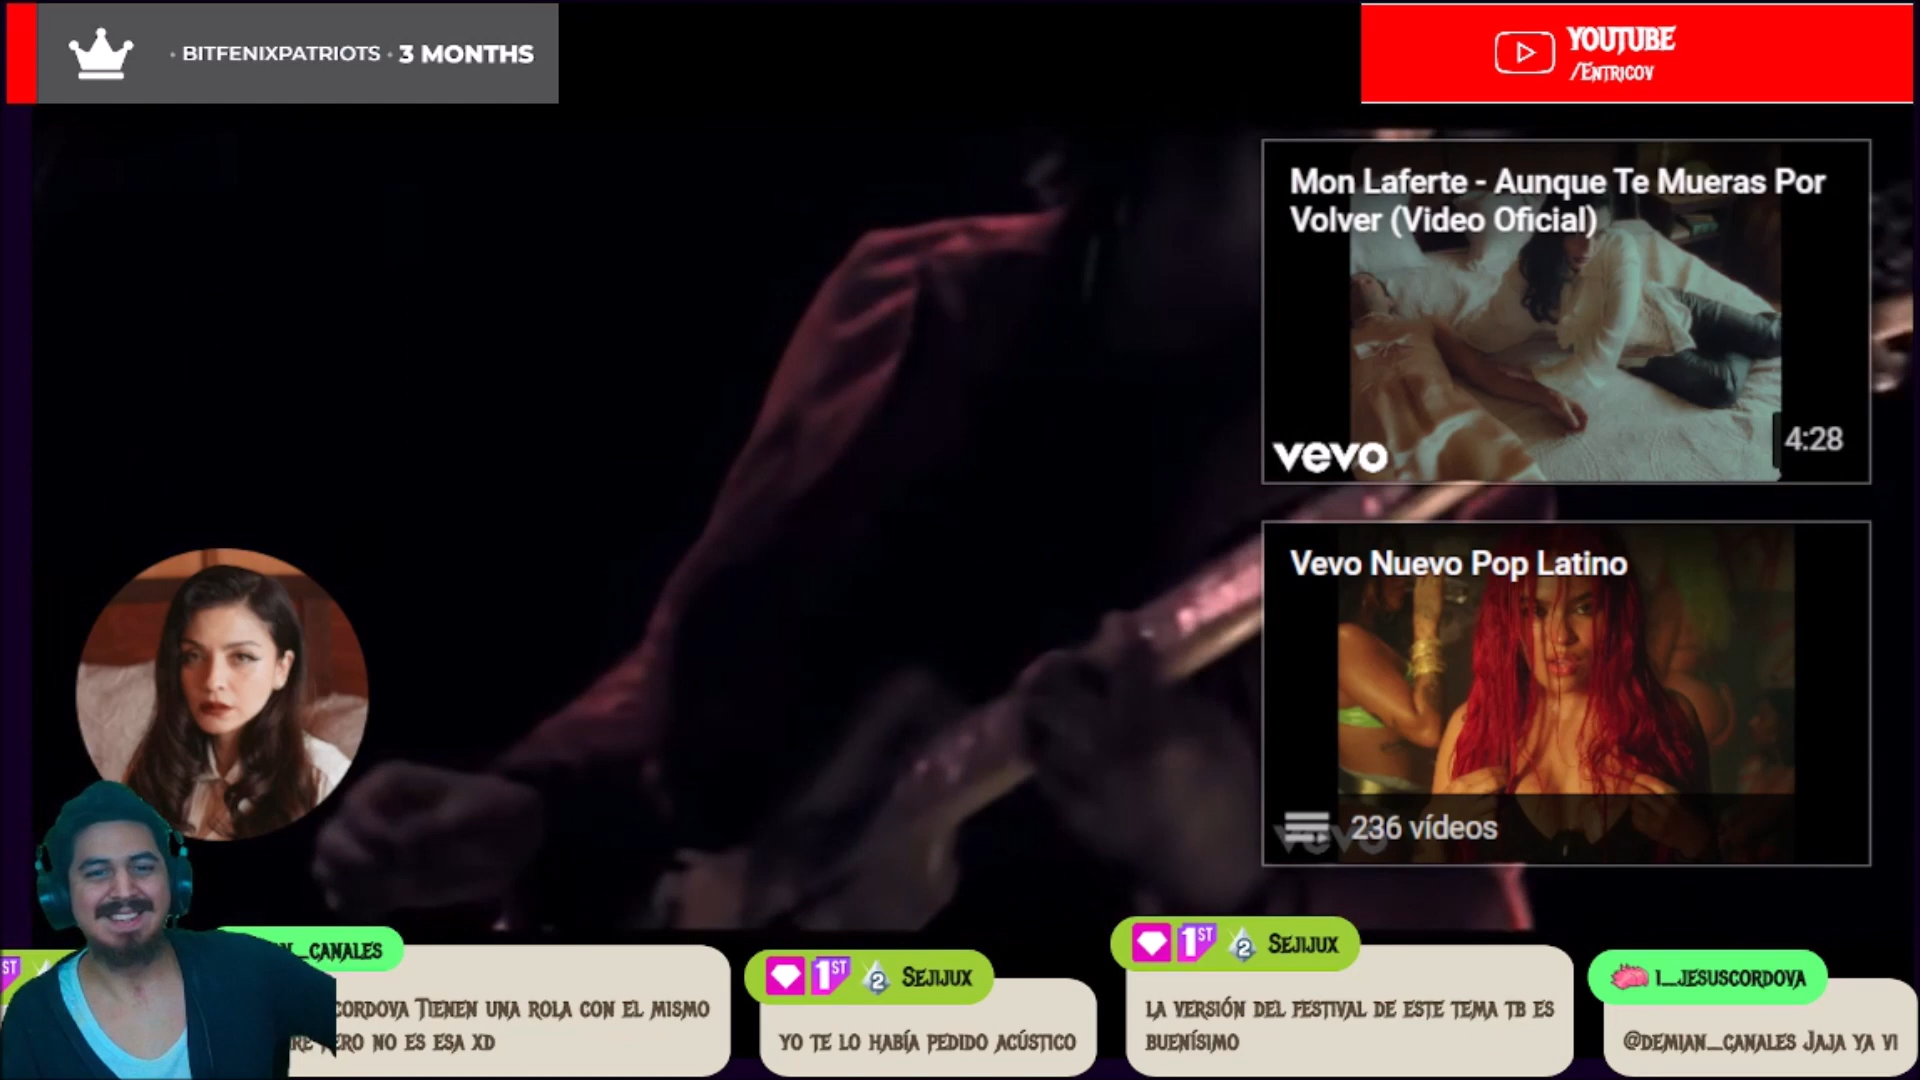 · BITFENIXPATRIOTS · 3 MONTHS
YOUTUBE
/ENTRICOV
Mon Laferte - Aunque Te Mueras Por
Volver (Video Oficial)
vevo
4:28
Vevo Nuevo Pop Latino
vevo
236 vídeos
ST
_CANALES
CORDOVA TIENEN UNA ROLA CON EL MISMO
NO ES ESA XD
1ST 2 SEJIJUX
YO TE LO HABÍA PEDIDO ACÚSTICO
1ST 2 SEJIJUX
LA VERSIÓN DEL FESTIVAL DE ESTE TEMA TB ES
BUENÍSIMO
I_JESUSCORDOVA
@DEMIAN_CANALES JAJA YA VI